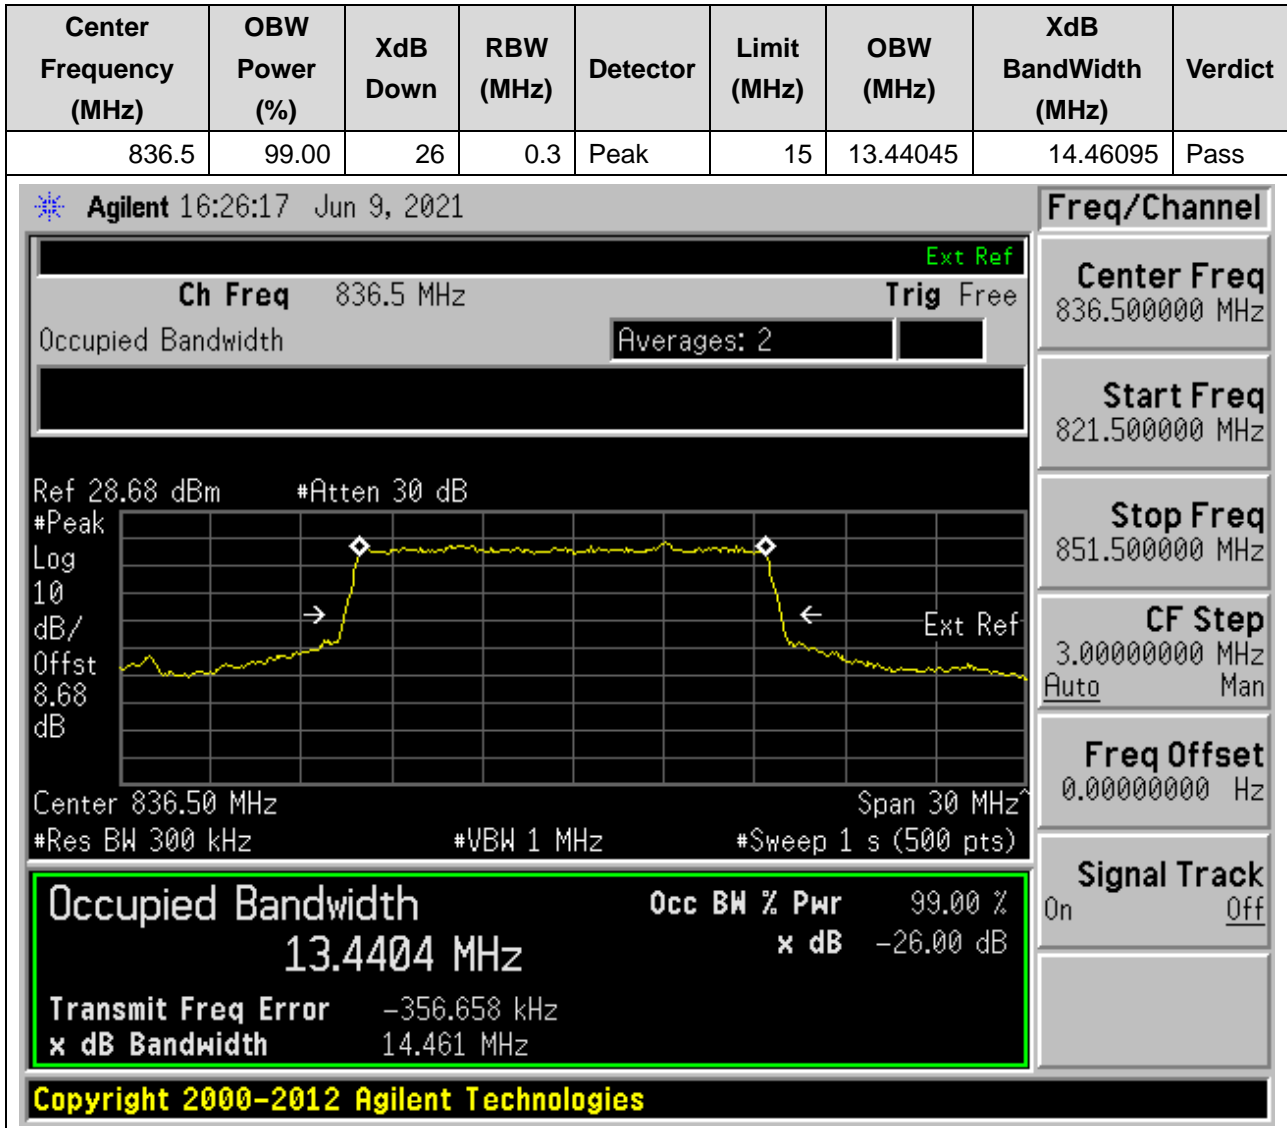 Center Frequency (MHz) OBW Power (%) XdB Down RBW (MHz) Detector Limit (MHz) OBW (MHz) XdB BandWidth (MHz) Verdict
836.5 99.00 26 0.3 Peak 15 13.44045 14.46095 Pass
Agilent 16:26:17 Jun 9, 2021
Ext Ref
Ch Freq 836.5 MHz Trig Free
Occupied Bandwidth Averages: 2
Ref 28.68 dBm #Atten 30 dB
#Peak
Log
10
dB/
Offst
8.68
dB
Ext Ref
Center 836.50 MHz Span 30 MHz^
#Res BW 300 kHz #VBW 1 MHz #Sweep 1 s (500 pts)
Occupied Bandwidth
13.4404 MHz
Occ BW % Pwr 99.00 %
x dB -26.00 dB
Transmit Freq Error -356.658 kHz
x dB Bandwidth 14.461 MHz
Copyright 2000-2012 Agilent Technologies
Freq/Channel
Center Freq
836.500000 MHz
Start Freq
821.500000 MHz
Stop Freq
851.500000 MHz
CF Step
3.00000000 MHz
Auto Man
Freq Offset
0.00000000 Hz
Signal Track
On Off